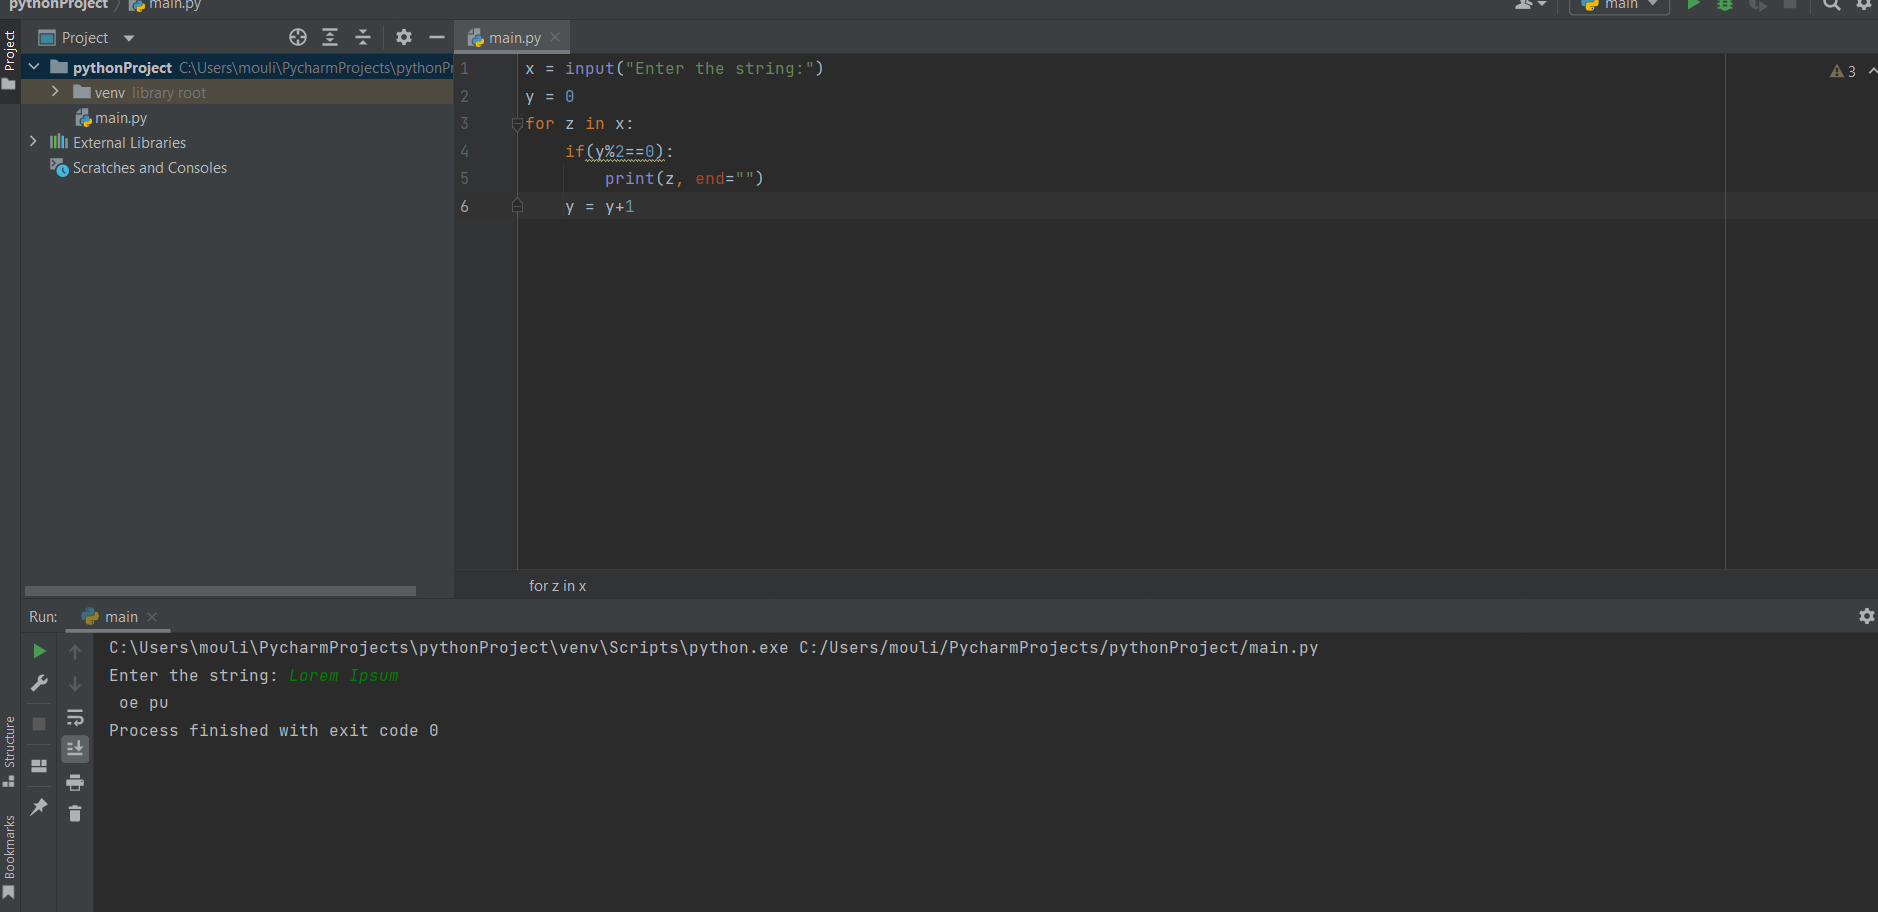 pythonProject main.py
main
Project
Project
main.py
pythonProject C:\Users\mouli\PycharmProjects\pythonPr
venv library root
main.py
External Libraries
Scratches and Consoles
3
1 x = input("Enter the string:")
2 y = 0
3 for z in x:
4 if(y%2==0):
5 print(z, end="")
6 y = y+1
for z in x
Run: main
C:\Users\mouli\PycharmProjects\pythonProject\venv\Scripts\python.exe C:/Users/mouli/PycharmProjects/pythonProject/main.py
Enter the string: Lorem Ipsum
oe pu
Process finished with exit code 0
Structure
Bookmarks